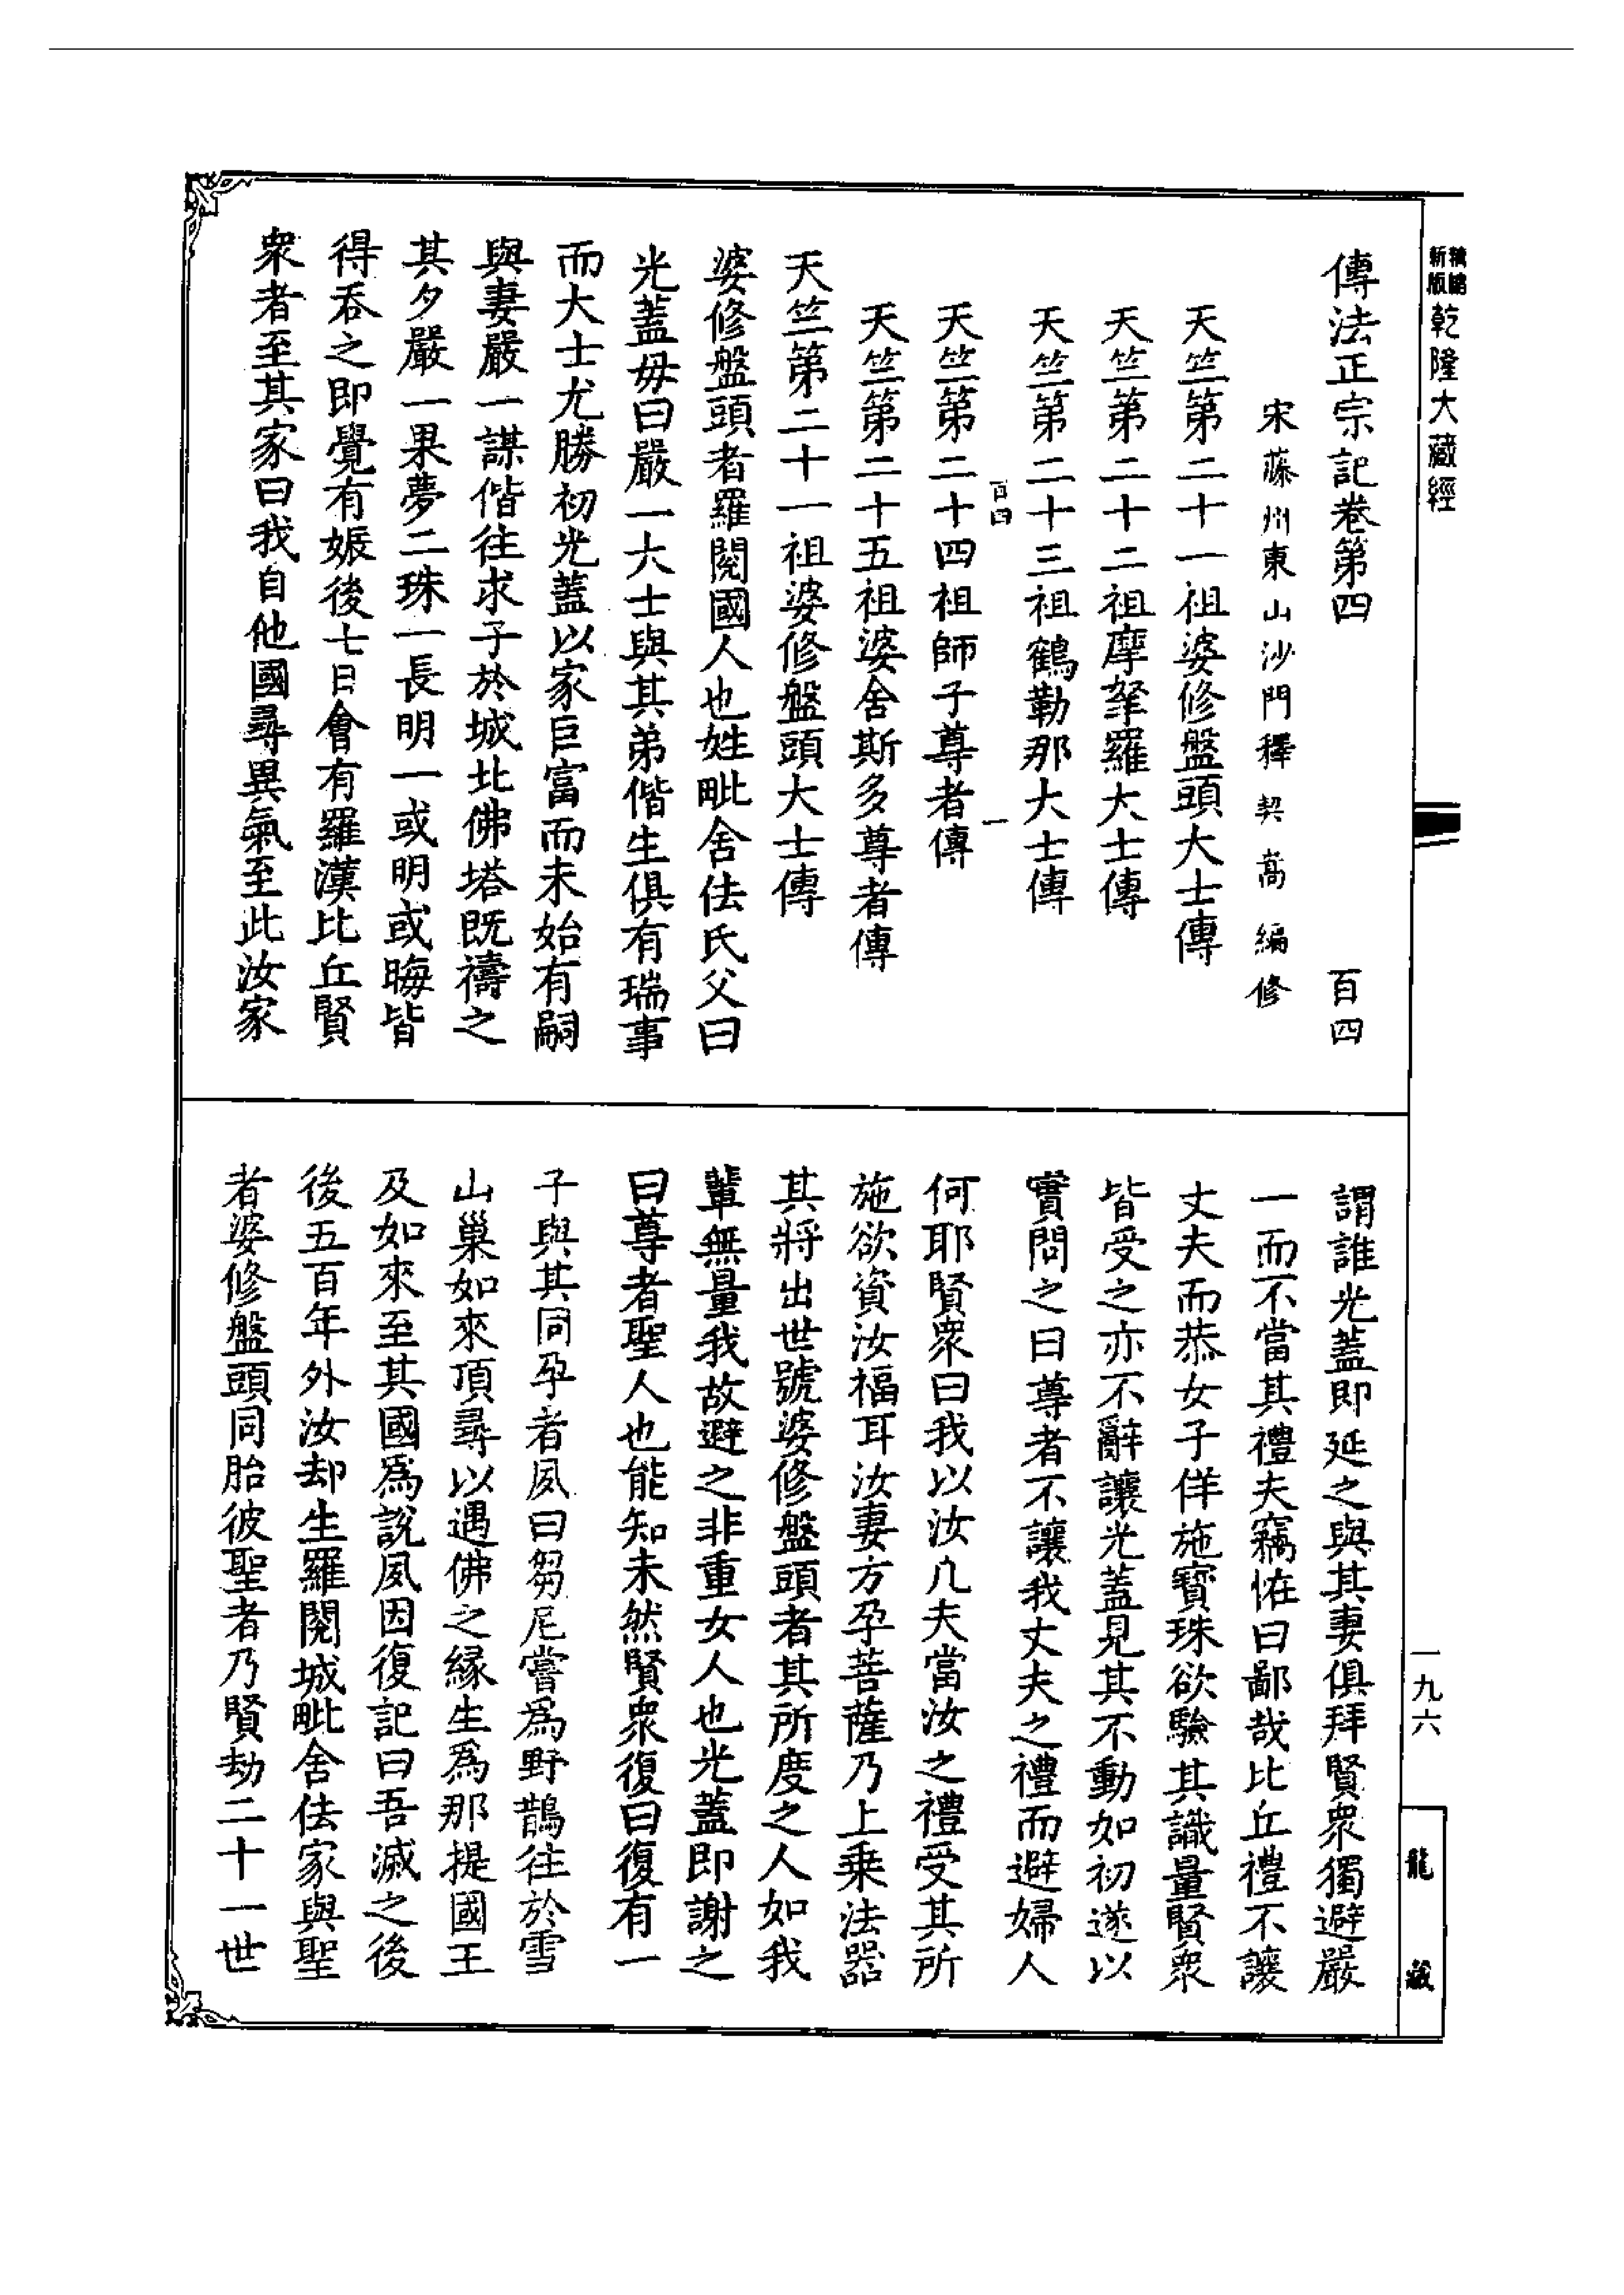 新版
乾隆大藏經
傳法正宗記卷第四
百四
宋藤州東山沙門釋契嵩編修
天竺第二十一祖婆修盤頭大士傳
天竺第二十二祖摩拏羅大士傳
天竺第二十三祖鶴勒那大士傳
百四
一
天竺第二十四祖師子尊者傳
天竺第二十五祖婆舍斯多尊者傳
天竺第二十一祖婆修盤頭大士傳
婆修盤頭者羅閱國人也姓毗舍佉氏父曰
光蓋母曰嚴一大士與其弟偕生俱有瑞事
而大士尤勝初光蓋以家巨富而未始有嗣
與妻嚴一謀偕往求子於城北佛塔既禱之
其夕嚴一果夢二珠一長明一或明或晦皆
得吞之即覺有娠後七日會有羅漢比丘賢
衆者至其家曰我自他國尋異氣至此汝家
謂誰光蓋即延之與其妻俱拜賢衆獨避嚴
一而不當其禮夫竊恠曰鄙哉比丘禮不讓
丈夫而恭女子佯施寶珠欲驗其識量賢衆
皆受之亦不辭讓光蓋見其不動如初遂以
實問之曰尊者不讓我丈夫之禮而避婦人
何耶賢衆曰我以汝凢夫當汝之禮受其所
施欲資汝福耳汝妻方孕菩薩乃上乗法器
其將出世號婆修盤頭者其所度之人如我
輩無量我故避之非重女人也光蓋即謝之
曰尊者聖人也能知未然賢衆復曰復有一
子與其同孕者夙曰芻尼嘗爲野鵲往於雪
山巢如來頂尋以遇佛之緣生爲那提國王
及如來至其國爲說夙因復記曰吾滅之後
後五百年外汝却生羅閱城毗舍佉家與聖
者婆修盤頭同胎彼聖者乃賢劫二十一世
一九六
龍藏